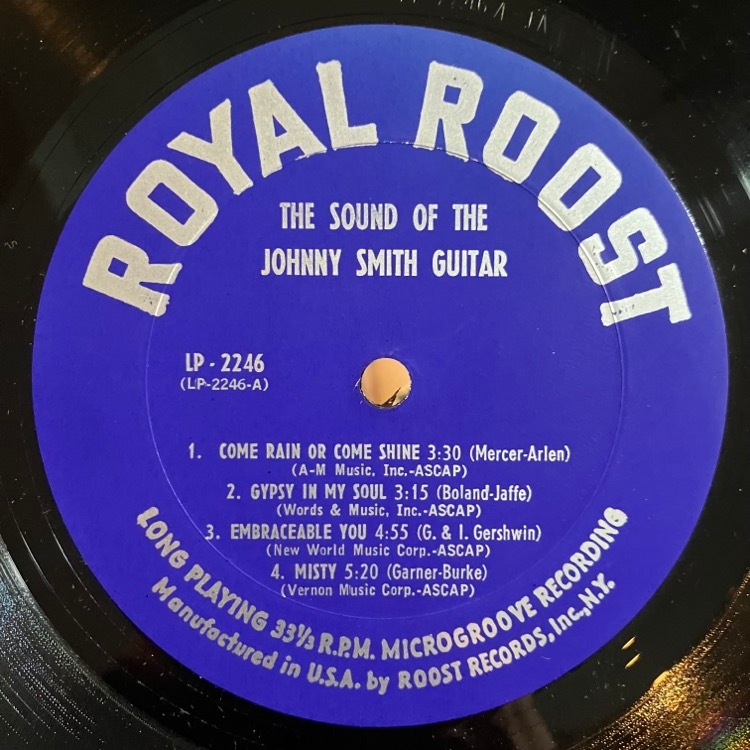 ROYAL ROOST
THE SOUND OF THE
JOHNNY SMITH GUITAR
LP - 2246
(LP-2246-A)
1. COME RAIN OR COME SHINE 3:30 (Mercer-Arlen)
(A-M Music, Inc.-ASCAP)
2. GYPSY IN MY SOUL 3:15 (Boland-Jaffe)
(Words & Music, Inc.-ASCAP)
3. EMBRACEABLE YOU 4:55 (G. & I. Gershwin)
(New World Music Corp.-ASCAP)
4. MISTY 5:20 (Garner-Burke)
(Vernon Music Corp.-ASCAP)
LONG PLAYING 33⅓ R.P.M. MICROGROOVE RECORDING
Manufactured in U.S.A. by ROOST RECORDS, Inc., N.Y.